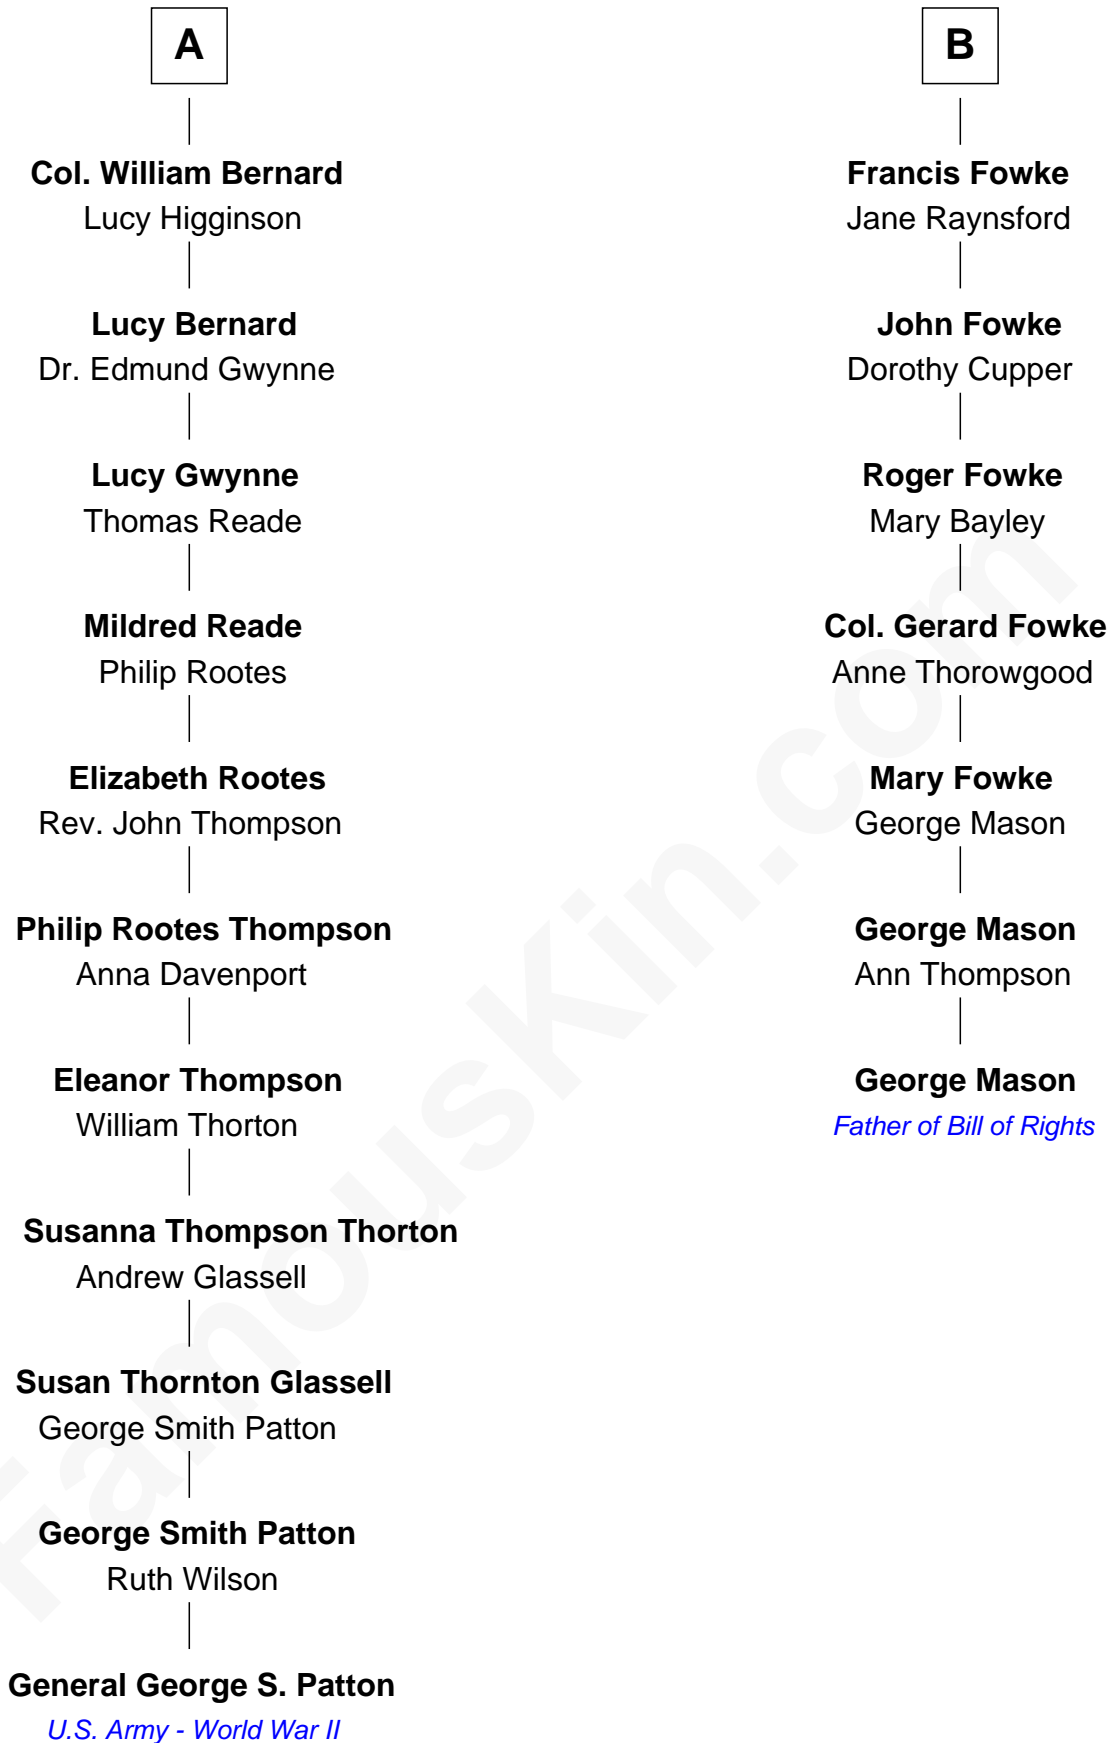 A
Col. William Bernard
Lucy Higginson
Lucy Bernard
Dr. Edmund Gwynne
Lucy Gwynne
Thomas Reade
Mildred Reade
Philip Rootes
Elizabeth Rootes
Rev. John Thompson
Philip Rootes Thompson
Anna Davenport
Eleanor Thompson
William Thorton
Susanna Thompson Thorton
Andrew Glassell
Susan Thornton Glassell
George Smith Patton
George Smith Patton
Ruth Wilson
General George S. Patton
U.S. Army - World War II
B
Francis Fowke
Jane Raynsford
John Fowke
Dorothy Cupper
Roger Fowke
Mary Bayley
Col. Gerard Fowke
Anne Thorowgood
Mary Fowke
George Mason
George Mason
Ann Thompson
George Mason
Father of Bill of Rights
FamousKin.com